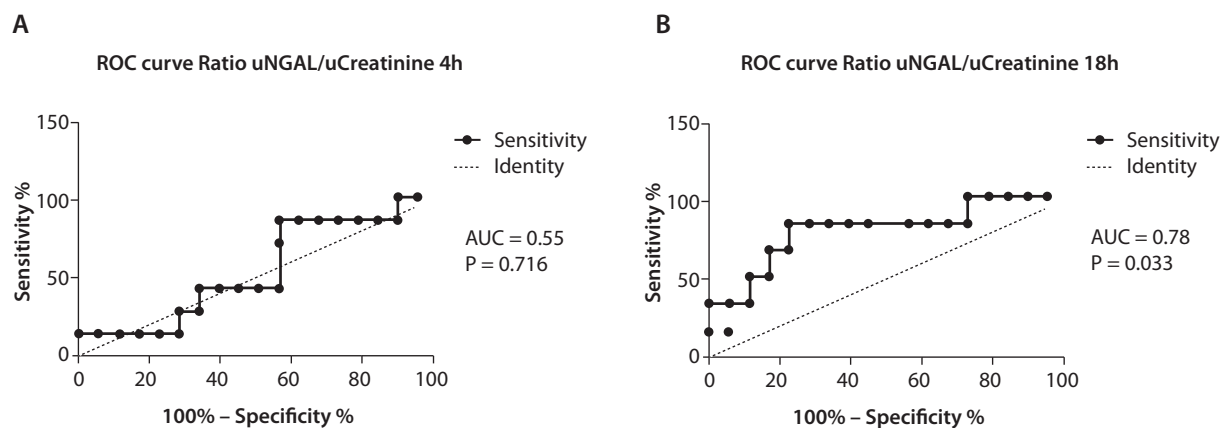 A
ROC curve Ratio uNGAL/uCreatinine 4h
150
100
50
0
Sensitivity %
0 20 40 60 80 100
100% – Specificity %
Sensitivity
Identity
AUC = 0.55
P = 0.716
B
ROC curve Ratio uNGAL/uCreatinine 18h
150
100
50
0
Sensitivity %
0 20 40 60 80 100
100% – Specificity %
Sensitivity
Identity
AUC = 0.78
P = 0.033